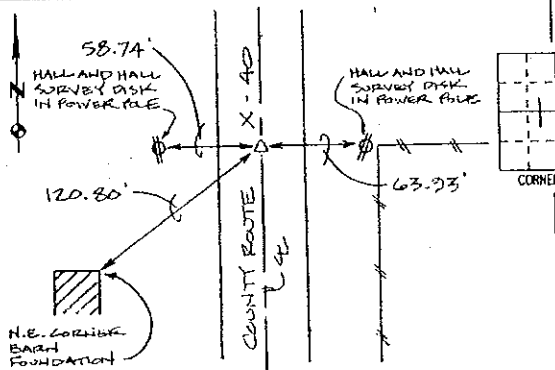 58.74'
HALL AND HALL
SURVEY DISK
IN POWER POLE
N
COUNTY ROUTE X-40
HALL AND HALL
SURVEY DISK
IN POWER POLE
120.80'
63.93'
CORNE
N.E. CORNER
BARN
FOUNDATION